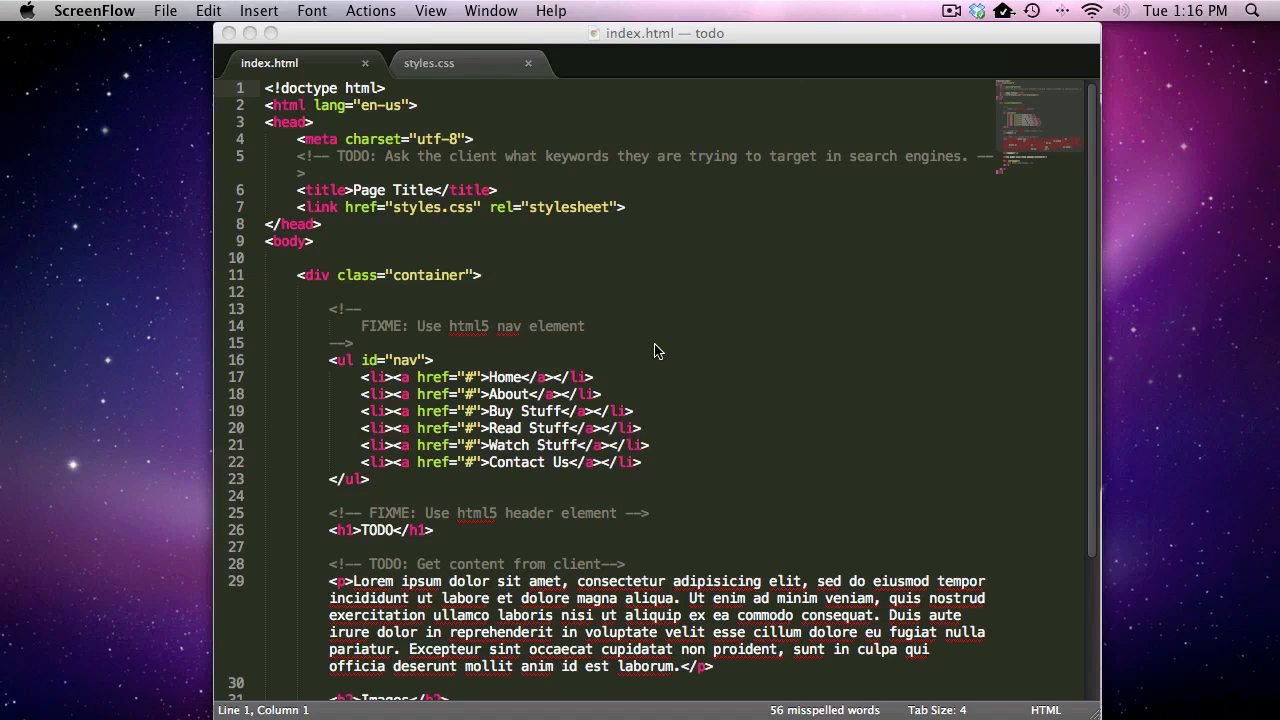 ScreenFlow File Edit Insert Font Actions View Window Help Tue 1:16 PM
index.html — todo
index.html × styles.css ×
1 <!doctype html>
2 <html lang="en-us">
3 <head>
4 <meta charset="utf-8">
5 <!-- TODO: Ask the client what keywords they are trying to target in search engines. --
>
6 <title>Page Title</title>
7 <link href="styles.css" rel="stylesheet">
8 </head>
9 <body>
10
11 <div class="container">
12
13 <!--
14 FIXME: Use html5 nav element
15 -->
16 <ul id="nav">
17 <li><a href="#">Home</a></li>
18 <li><a href="#">About</a></li>
19 <li><a href="#">Buy Stuff</a></li>
20 <li><a href="#">Read Stuff</a></li>
21 <li><a href="#">Watch Stuff</a></li>
22 <li><a href="#">Contact Us</a></li>
23 </ul>
24
25 <!-- FIXME: Use html5 header element -->
26 <h1>TODO</h1>
27
28 <!-- TODO: Get content from client-->
29 <p>Lorem ipsum dolor sit amet, consectetur adipisicing elit, sed do eiusmod tempor
incididunt ut labore et dolore magna aliqua. Ut enim ad minim veniam, quis nostrud
exercitation ullamco laboris nisi ut aliquip ex ea commodo consequat. Duis aute
irure dolor in reprehenderit in voluptate velit esse cillum dolore eu fugiat nulla
pariatur. Excepteur sint occaecat cupidatat non proident, sunt in culpa qui
officia deserunt mollit anim id est laborum.</p>
30
31 <h2>Images</h2>
Line 1, Column 1 56 misspelled words Tab Size: 4 HTML